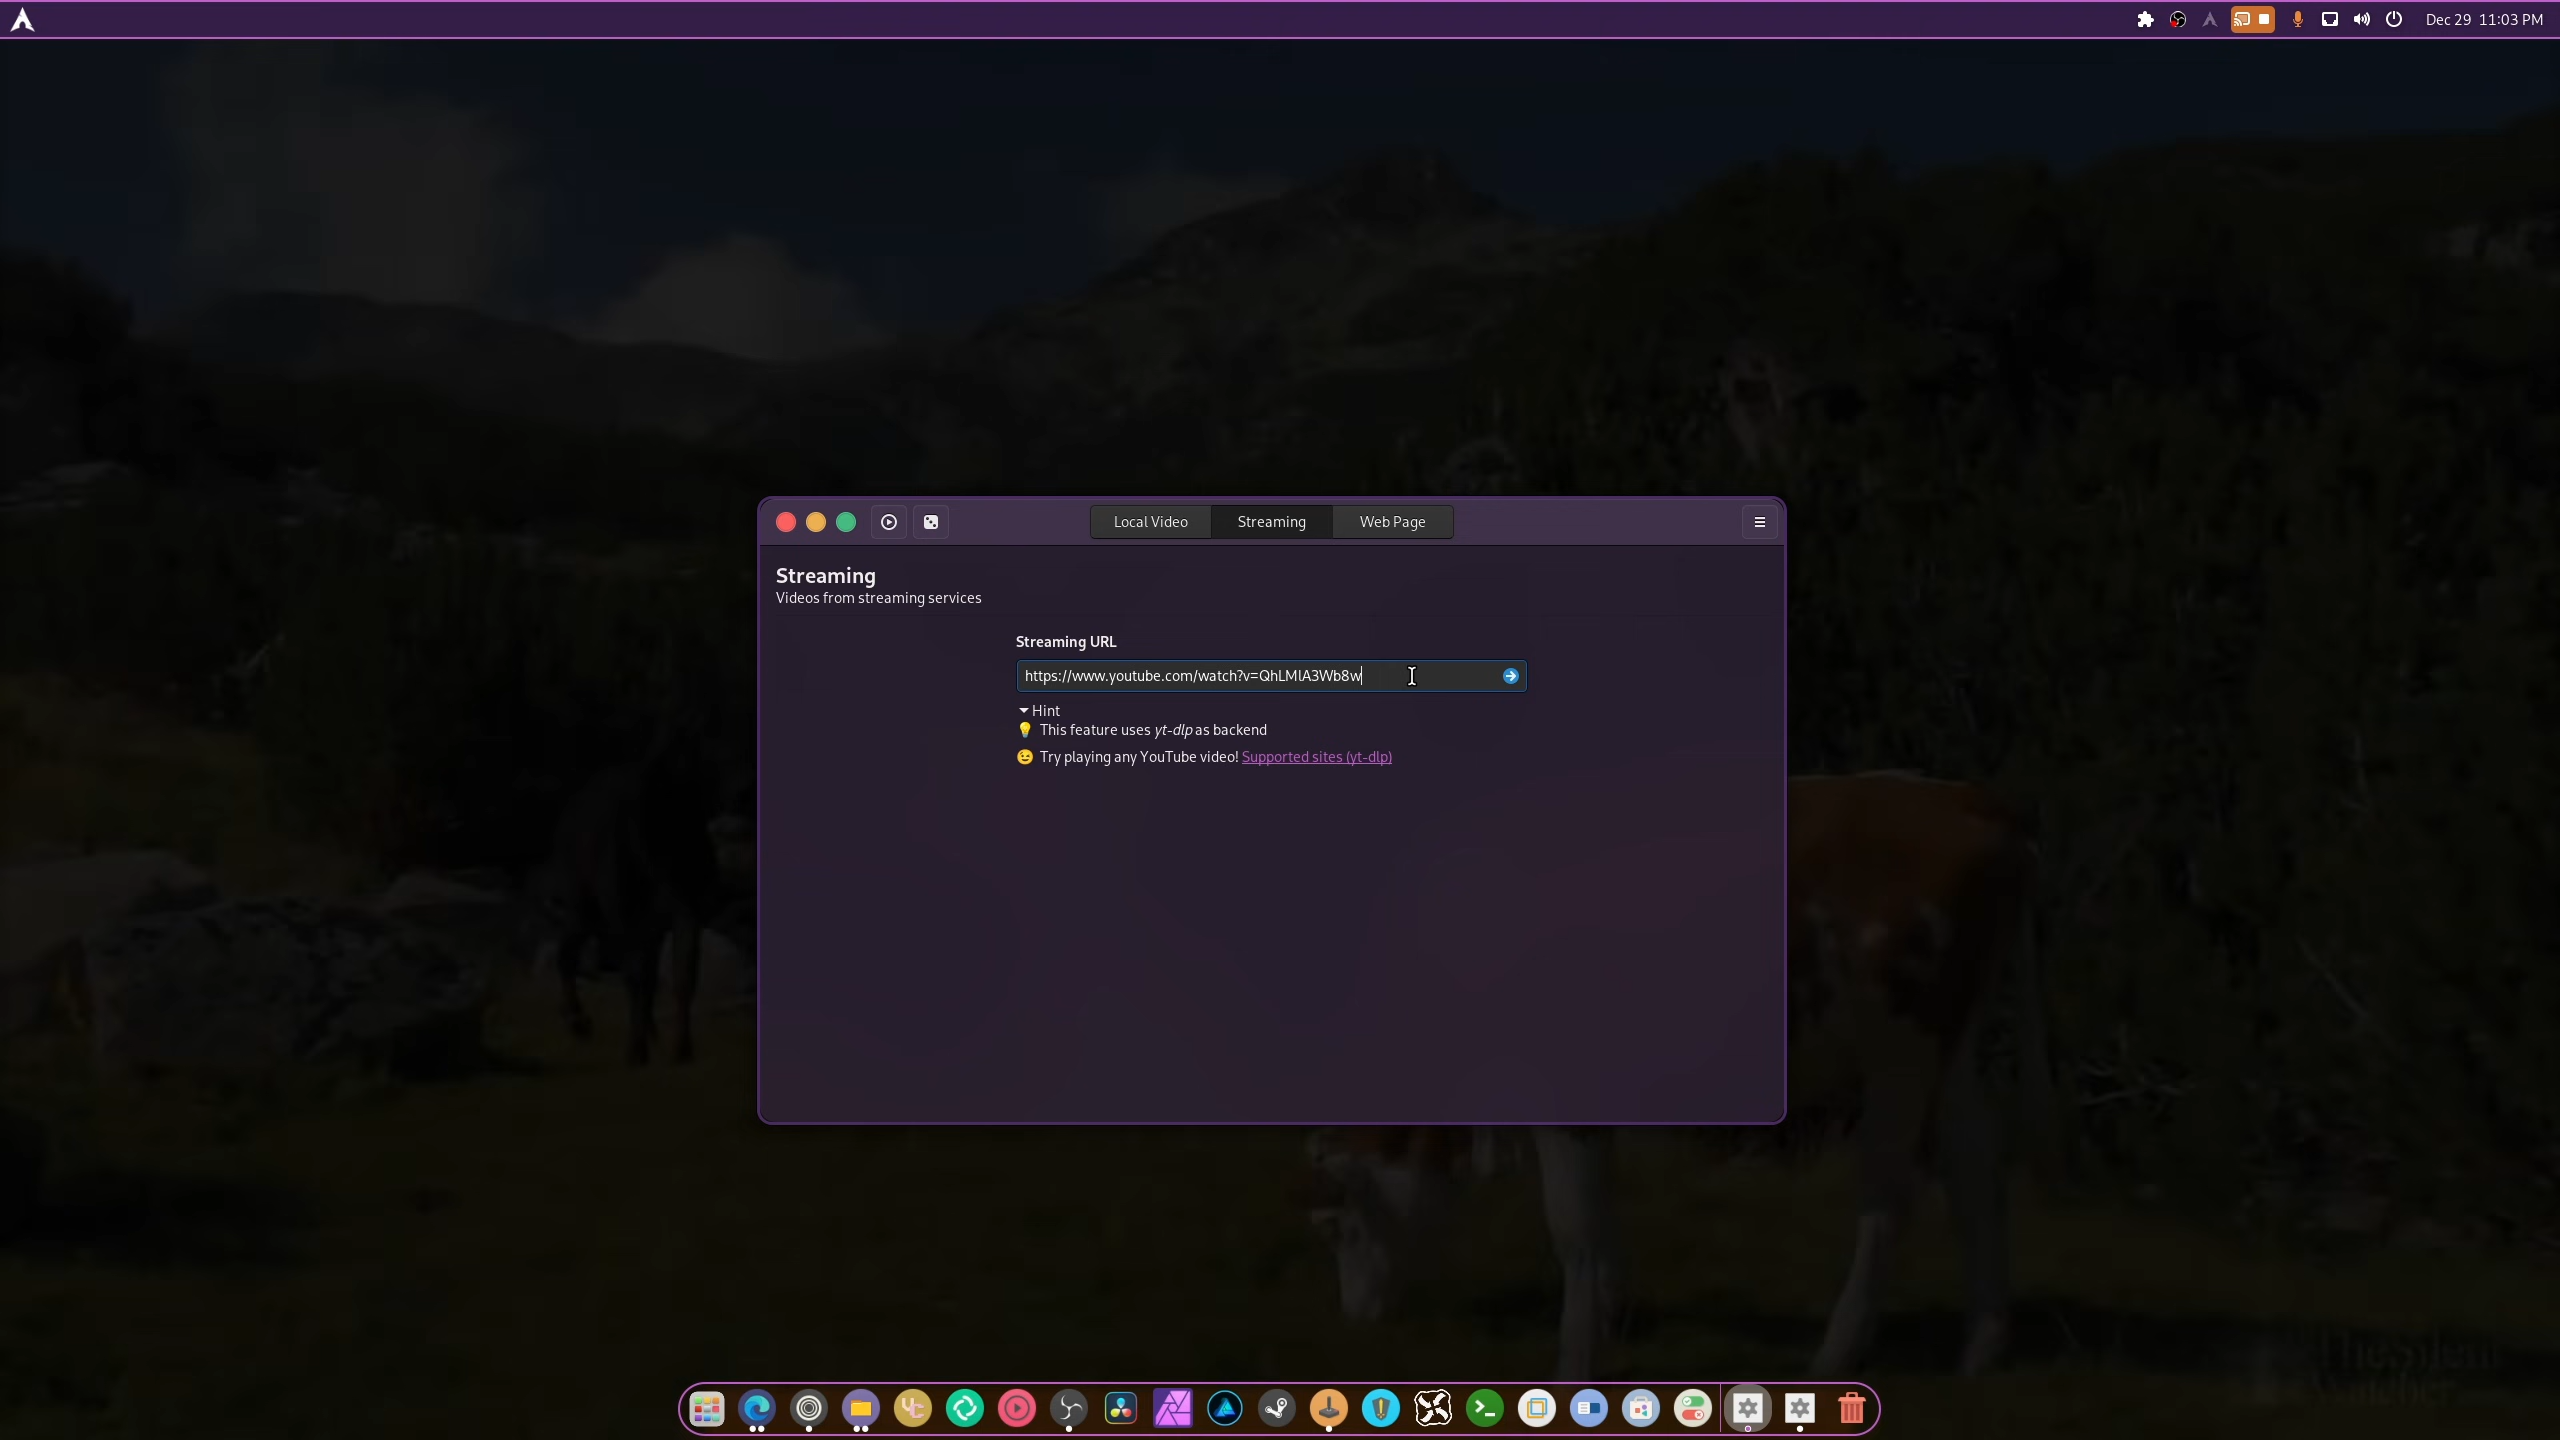 Dec 29 11:03 PM
Local Video
Streaming
Web Page
Streaming
Videos from streaming services
Streaming URL
https://www.youtube.com/watch?v=QhLMlA3Wb8w
Hint
💡 This feature uses yt-dlp as backend
😉 Try playing any YouTube video! Supported sites (yt-dlp)
UC